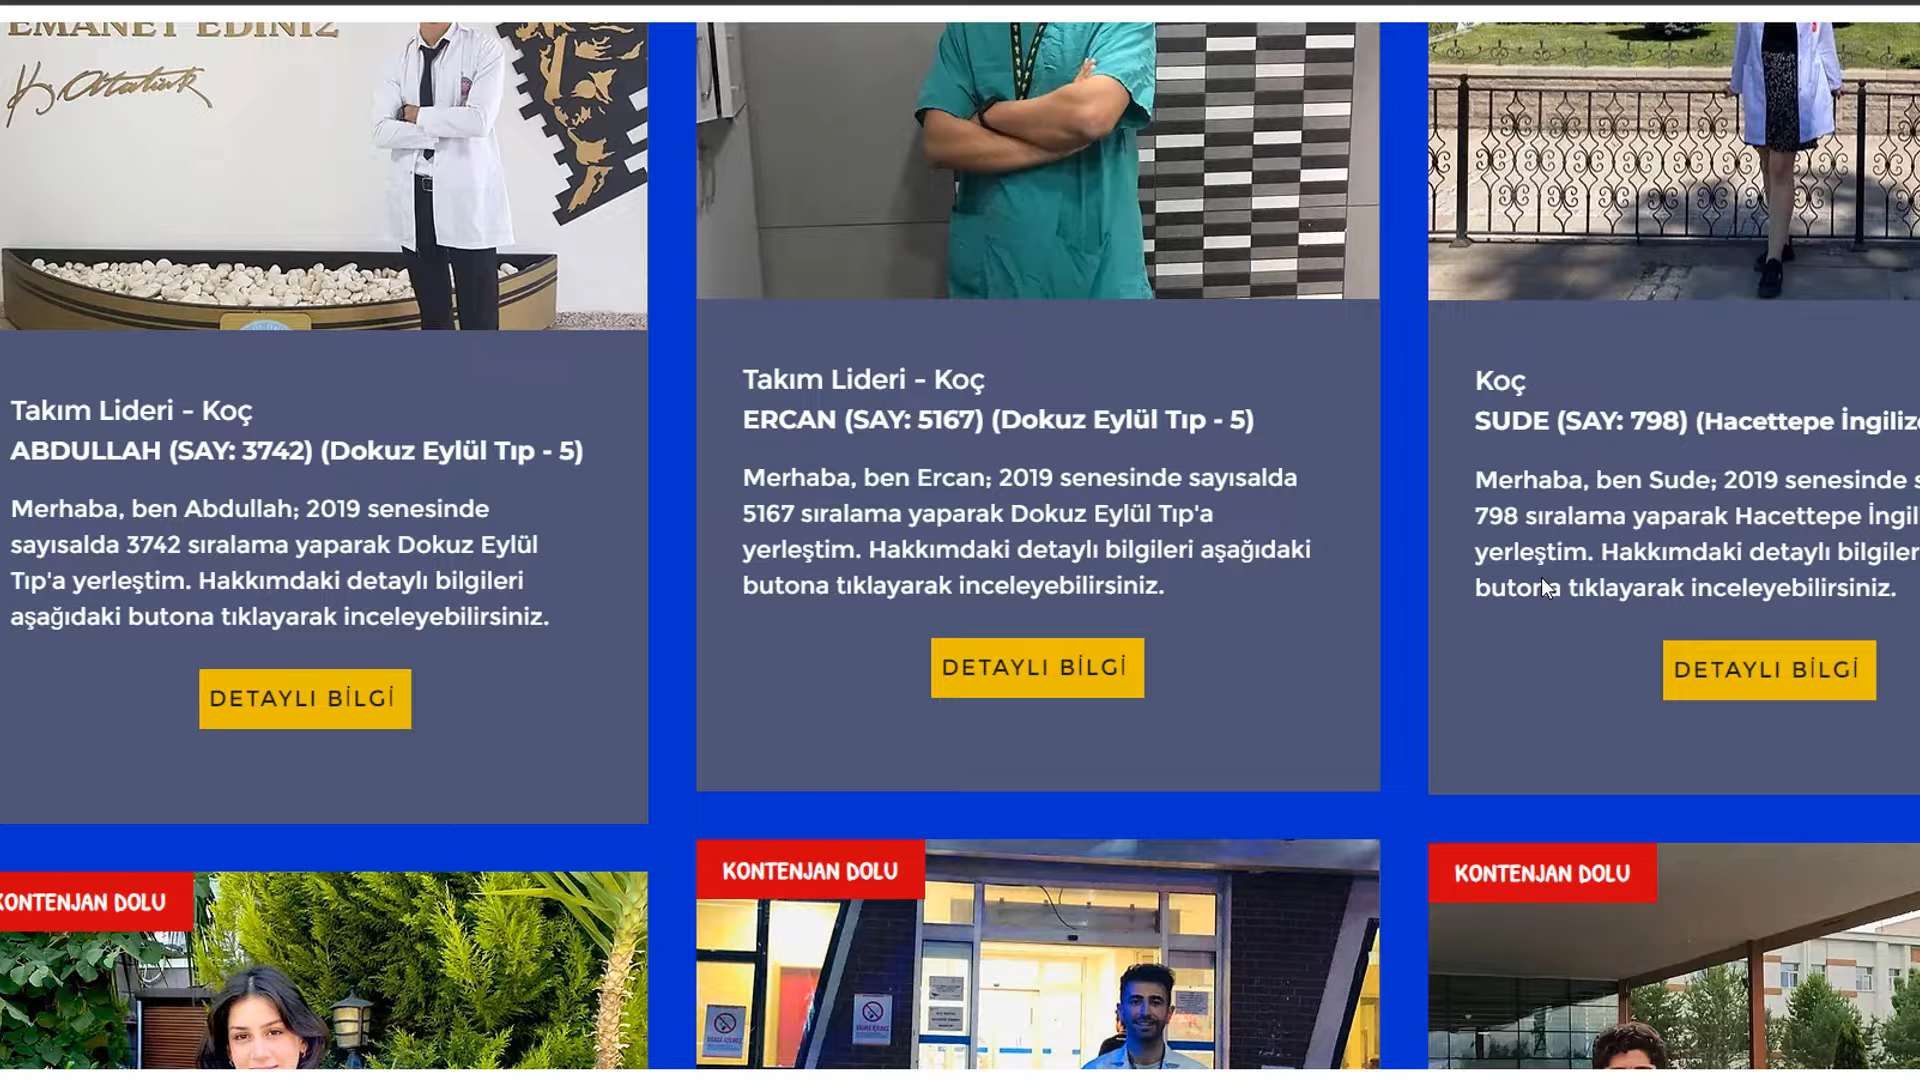 EMANET EDİNİZ
K. Atatürk
Takım Lideri - Koç
ABDULLAH (SAY: 3742) (Dokuz Eylül Tıp - 5)
Merhaba, ben Abdullah; 2019 senesinde
sayısalda 3742 sıralama yaparak Dokuz Eylül
Tıp'a yerleştim. Hakkımdaki detaylı bilgileri
aşağıdaki butona tıklayarak inceleyebilirsiniz.
DETAYLI BİLGİ
Takım Lideri - Koç
ERCAN (SAY: 5167) (Dokuz Eylül Tıp - 5)
Merhaba, ben Ercan; 2019 senesinde sayısalda
5167 sıralama yaparak Dokuz Eylül Tıp'a
yerleştim. Hakkımdaki detaylı bilgileri aşağıdaki
butona tıklayarak inceleyebilirsiniz.
DETAYLI BİLGİ
Koç
SUDE (SAY: 798) (Hacettepe İngiliz
Merhaba, ben Sude; 2019 senesinde
798 sıralama yaparak Hacettepe İngil
yerleştim. Hakkımdaki detaylı bilgiler
butona tıklayarak inceleyebilirsiniz.
DETAYLI BİLGİ
KONTENJAN DOLU
KONTENJAN DOLU
KONTENJAN DOLU